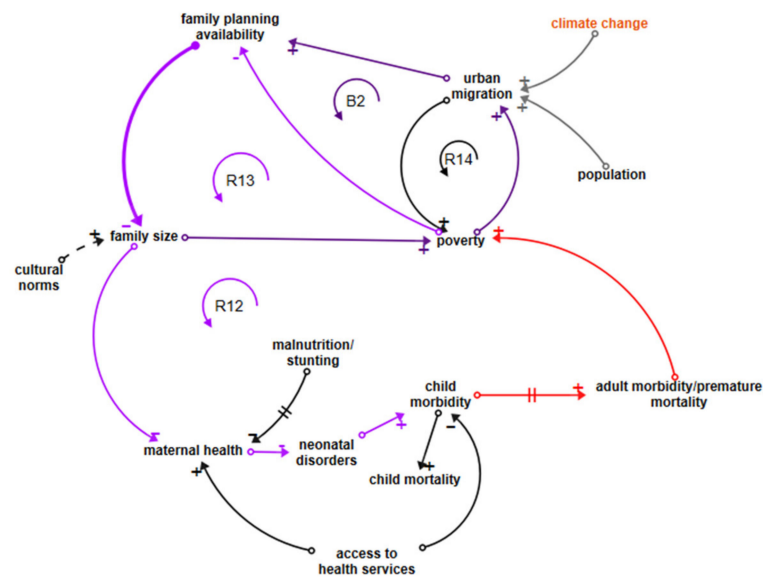 family planning
availability
climate change
urban
migration
B2
R14
R13
population
family size
poverty
cultural
norms
R12
malnutrition/
stunting
child
morbidity
adult morbidity/premature
mortality
maternal health
neonatal
disorders
child mortality
access to
health services